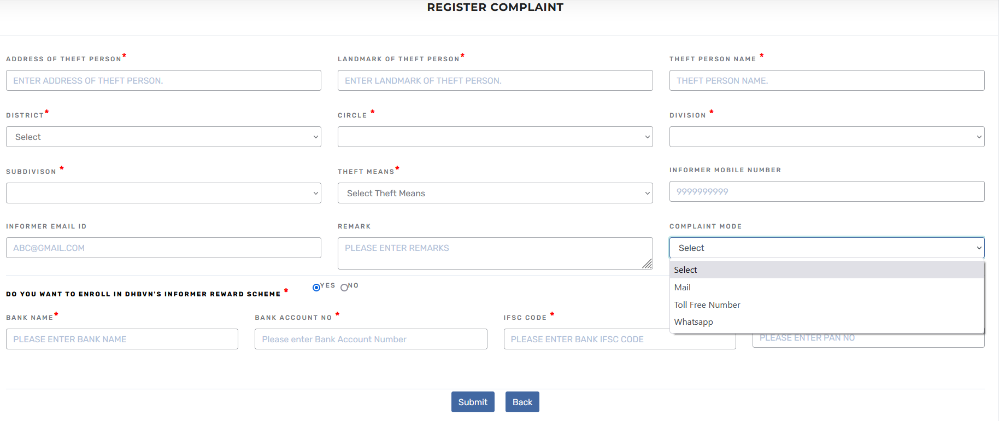 REGISTER COMPLAINT
ADDRESS OF THEFT PERSON*
LANDMARK OF THEFT PERSON*
THEFT PERSON NAME *
ENTER ADDRESS OF THEFT PERSON.
ENTER LANDMARK OF THEFT PERSON.
THEFT PERSON NAME.
DISTRICT*
CIRCLE *
DIVISION *
Select
SUBDIVISON *
THEFT MEANS*
INFORMER MOBILE NUMBER
Select Theft Means
9999999999
INFORMER EMAIL ID
REMARK
COMPLAINT MODE
ABC@GMAIL.COM
PLEASE ENTER REMARKS
Select
Select
Mail
Toll Free Number
Whatsapp
DO YOU WANT TO ENROLL IN DHBVN'S INFORMER REWARD SCHEME *
YES NO
BANK NAME*
BANK ACCOUNT NO *
IFSC CODE *
PLEASE ENTER BANK NAME
Please enter Bank Account Number
PLEASE ENTER BANK IFSC CODE
PLEASE ENTER PAN NO
Submit
Back